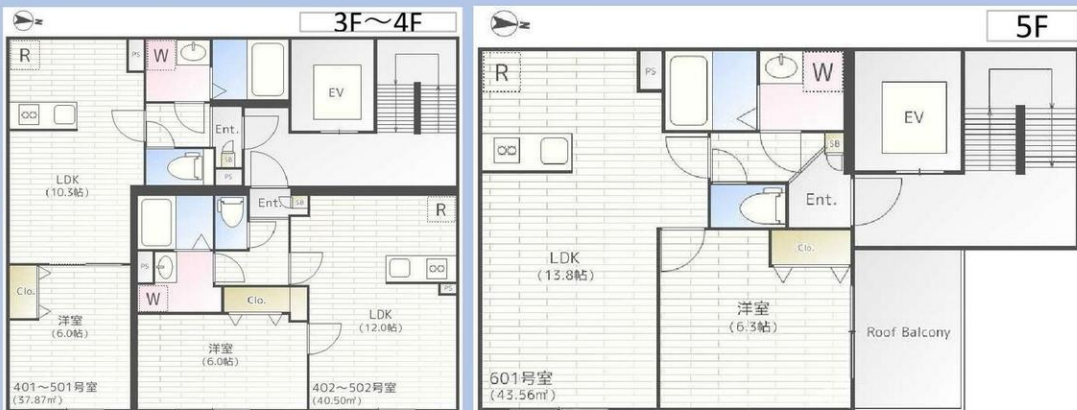 N
3F～4F
R
PS
W
EV
Ent.
SB
PS
LDK
(10.3帖)
Ent.
SB
R
PS
Clo.
W
Clo.
PS
LDK
(12.0帖)
洋室
(6.0帖)
洋室
(6.0帖)
401～501号室
(37.87㎡)
402～502号室
(40.50㎡)
N
5F
R
PS
W
EV
SB
Ent.
Clo.
LDK
(13.8帖)
洋室
(6.3帖)
Roof Balcony
601号室
(43.56㎡)